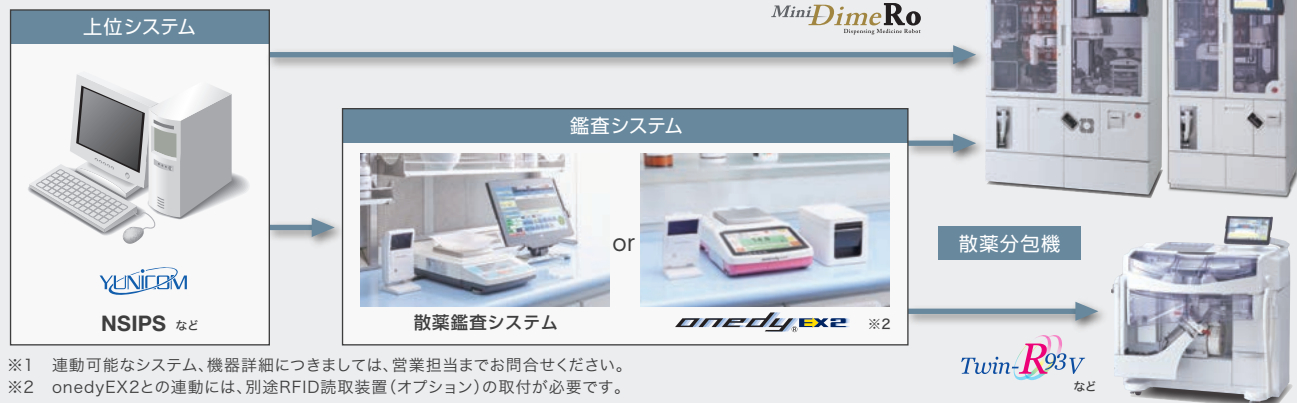 上位システム
Mini DimeRo
Dispensing Medicine Robot
鑑査システム
or
散薬分包機
YUNiCOM
NSIPS など
散薬鑑査システム
onedy® EX2 ※2
Twin-R93V
など
※1 連動可能なシステム、機器詳細につきましては、営業担当までお問合せください。
※2 onedyEX2との連動には、別途RFID読取装置(オプション)の取付が必要です。